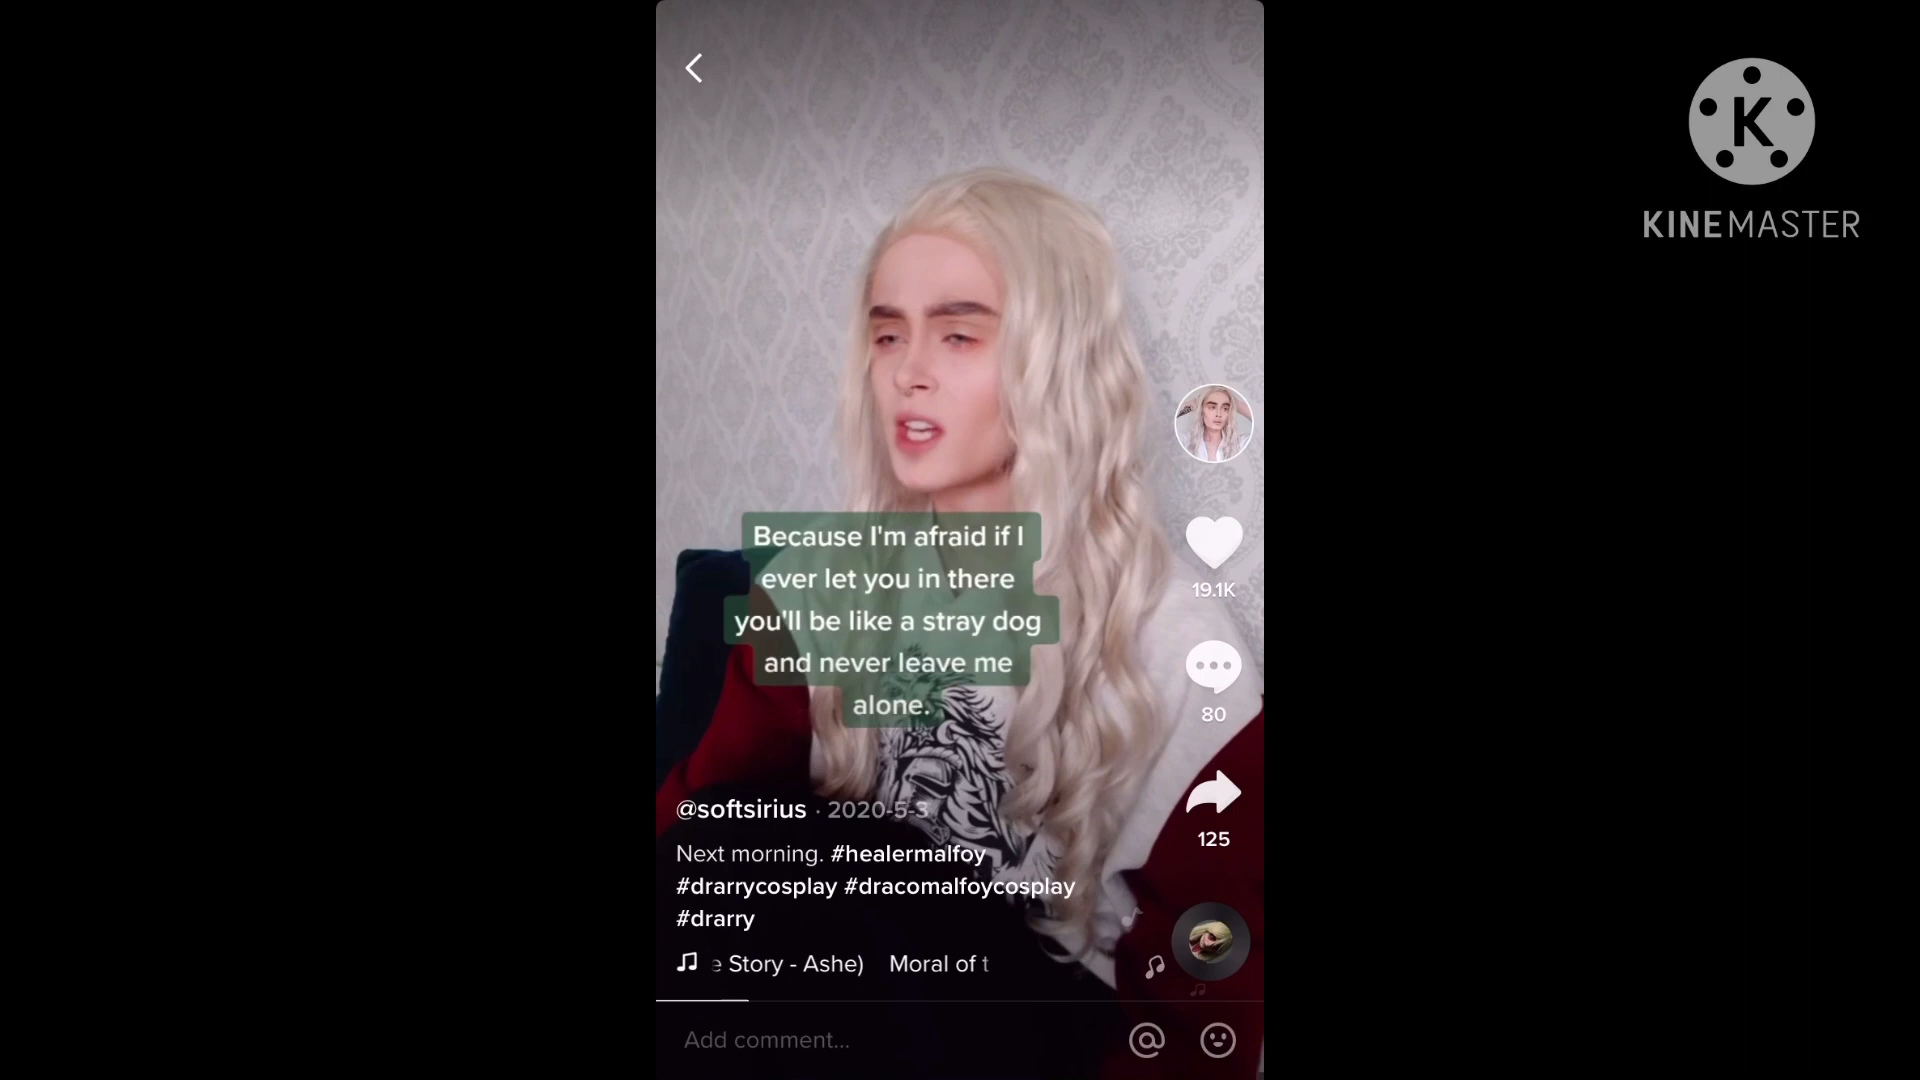 K
KINEMASTER
Because I'm afraid if I
ever let you in there
you'll be like a stray dog
and never leave me
alone.
19.1K
80
125
@softsirius · 2020-5-3
Next morning. #healermalfoy
#drarrycosplay #dracomalfoycosplay
#drarry
e Story - Ashe) Moral of t
Add comment...